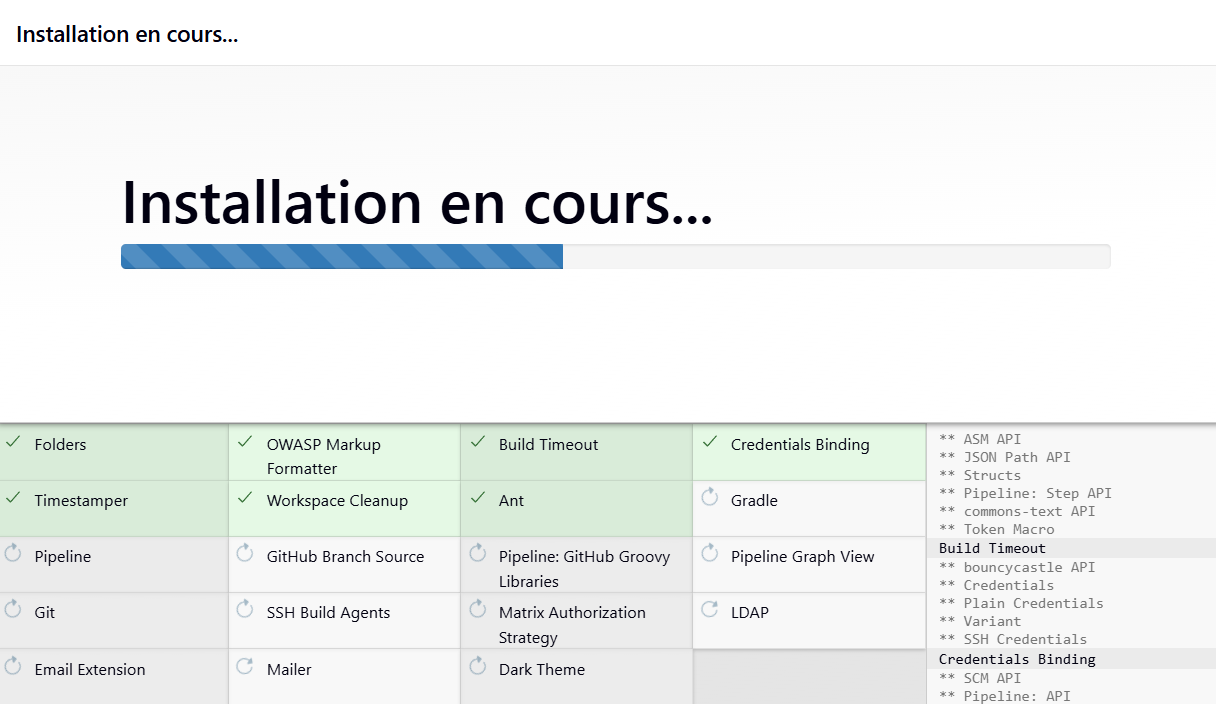 Installation en cours...
Installation en cours...
Folders
OWASP Markup
Formatter
Build Timeout
Credentials Binding
Timestamper
Workspace Cleanup
Ant
Gradle
Pipeline
GitHub Branch Source
Pipeline: GitHub Groovy
Libraries
Pipeline Graph View
Git
SSH Build Agents
Matrix Authorization
Strategy
LDAP
Email Extension
Mailer
Dark Theme
** ASM API
** JSON Path API
** Structs
** Pipeline: Step API
** commons-text API
** Token Macro
Build Timeout
** bouncycastle API
** Credentials
** Plain Credentials
** Variant
** SSH Credentials
Credentials Binding
** SCM API
** Pipeline: API